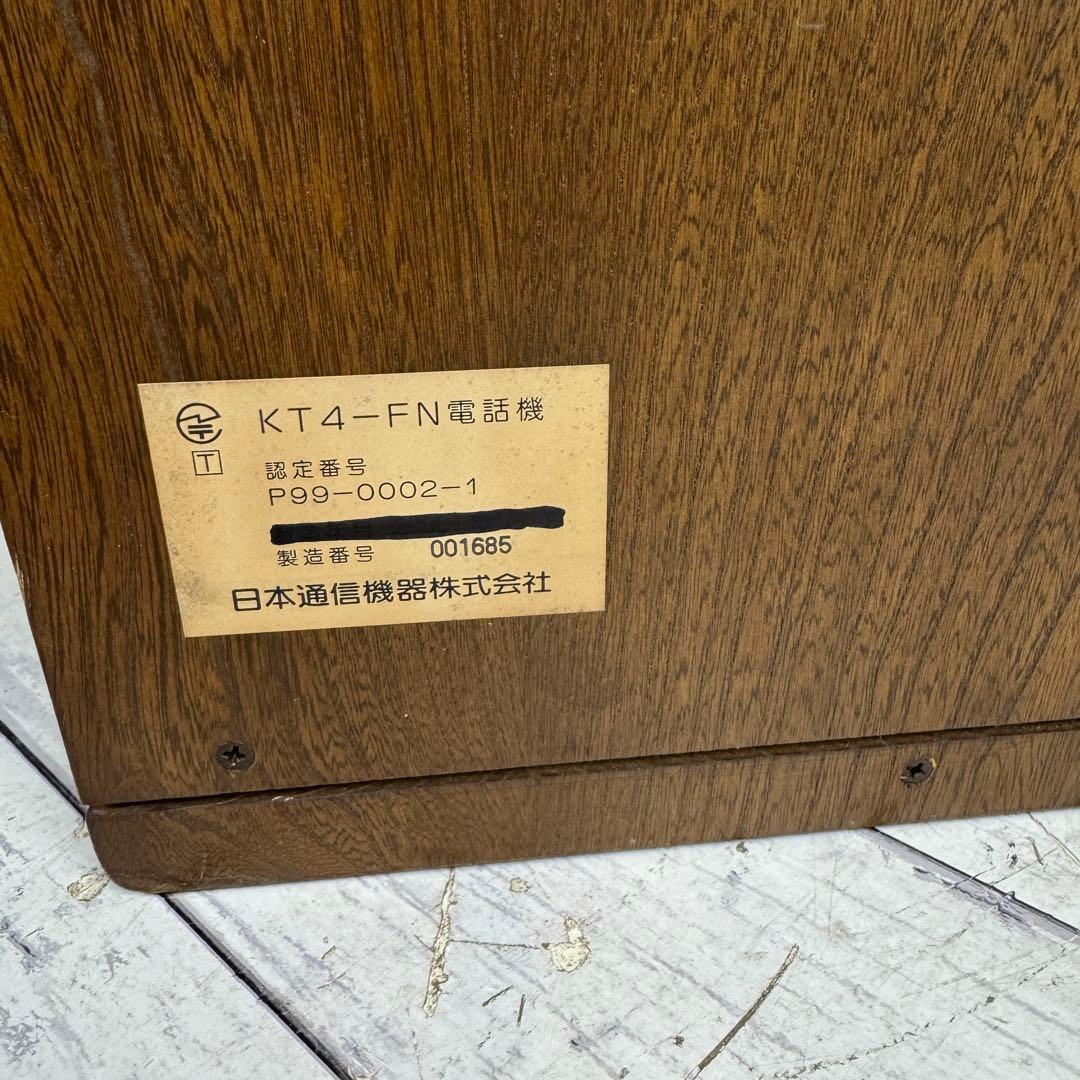 KT4-FN電話機
T
認定番号
P99-0002-1
製造番号 001685
日本通信機器株式会社